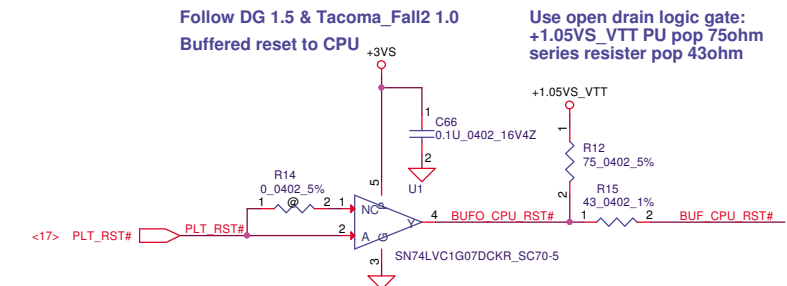 Follow DG 1.5 & Tacoma_Fall2 1.0
Buffered reset to CPU
Use open drain logic gate:
+1.05VS_VTT PU pop 75ohm
series resister pop 43ohm
+3VS
+1.05VS_VTT
1
C66
0.1U_0402_16V4Z
2
1
R12
75_0402_5%
2
R14
0_0402_5%
1 @ 2
5
U1
1 NC P
R15
43_0402_1%
4 BUFO_CPU_RST# 1 2 BUF_CPU_RST#
Y
<17> PLT_RST# PLT_RST# 2 A G
3
SN74LVC1G07DCKR_SC70-5